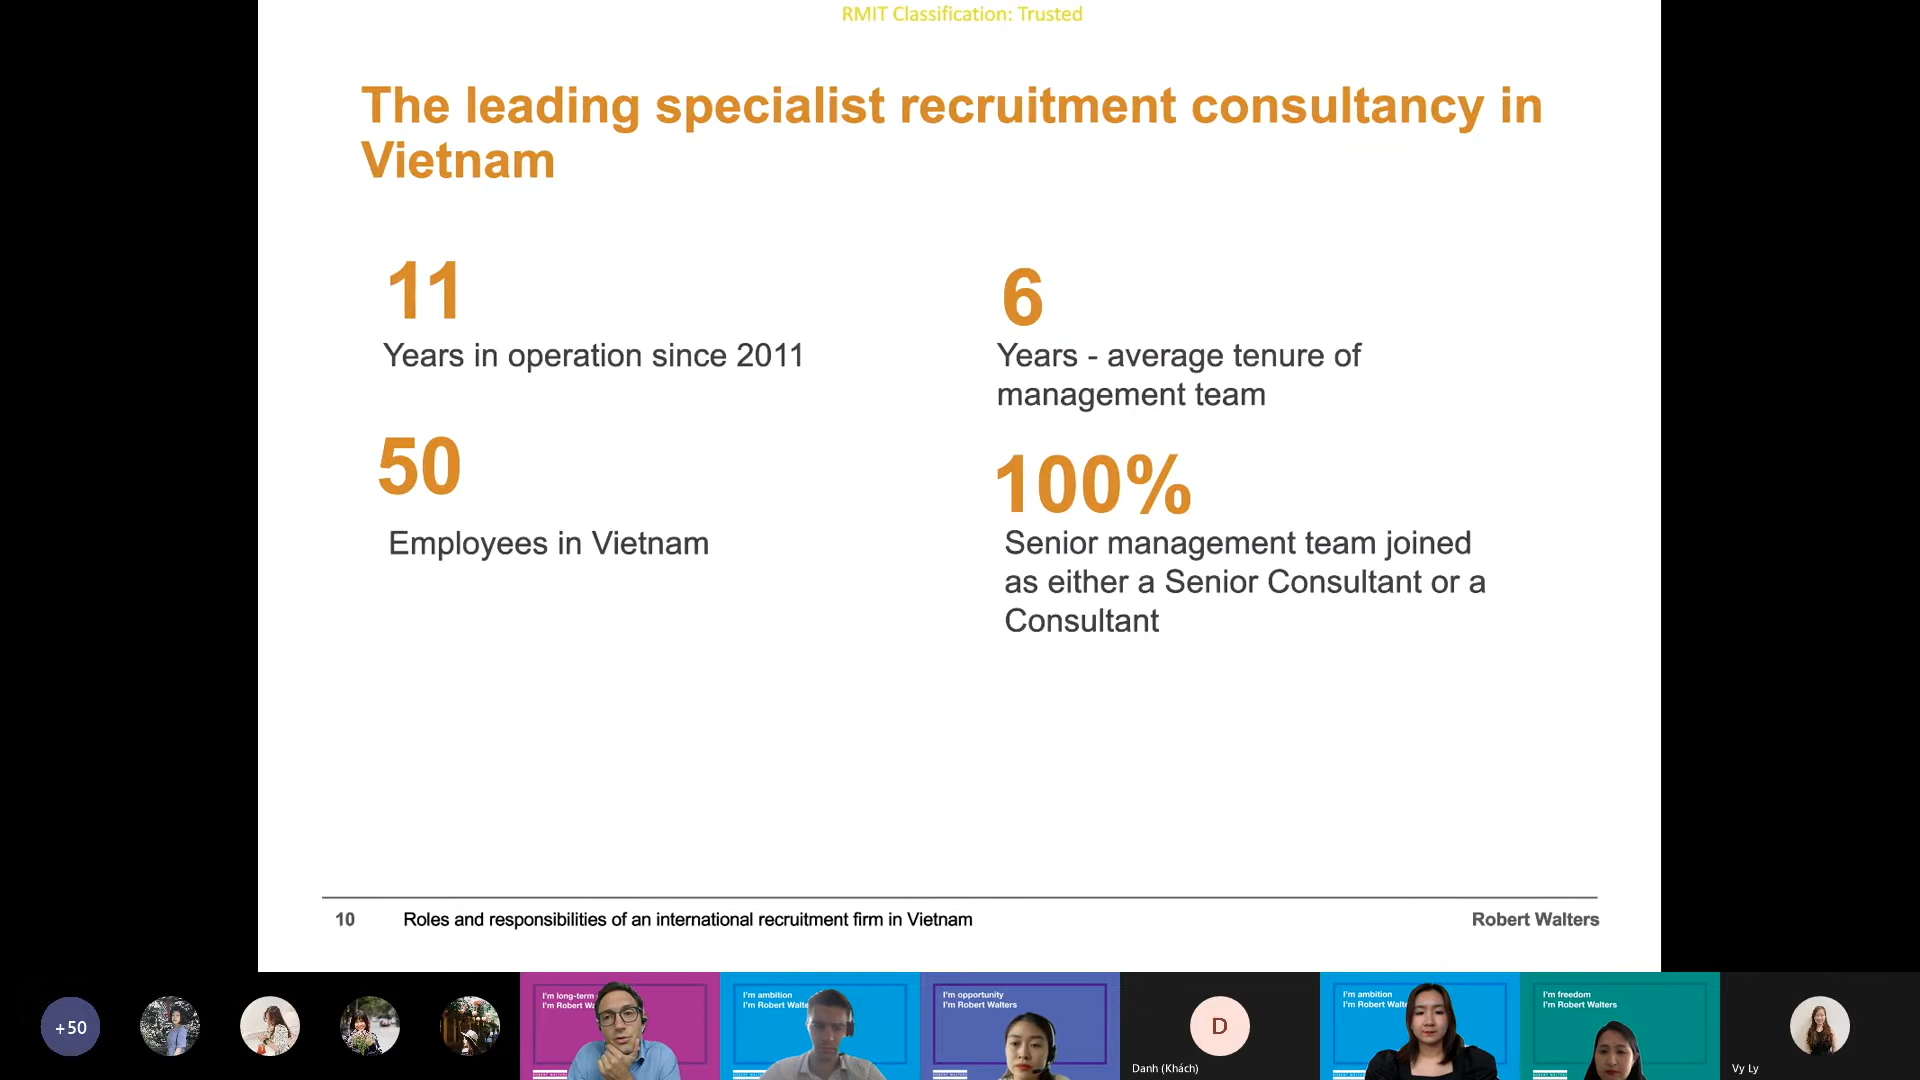 RMIT Classification: Trusted
The leading specialist recruitment consultancy in
Vietnam
11
Years in operation since 2011
6
Years - average tenure of
management team
50
Employees in Vietnam
100%
Senior management team joined
as either a Senior Consultant or a
Consultant
10
Roles and responsibilities of an international recruitment firm in Vietnam
Robert Walters
+50
I'm long-term
I'm Robert Wa
I'm ambition
I'm Robert Walte
I'm opportunity
I'm Robert Walters
D
Danh (Khách)
I'm ambition
I'm Robert Walte
I'm freedom
I'm Robert Walters
Vy Ly